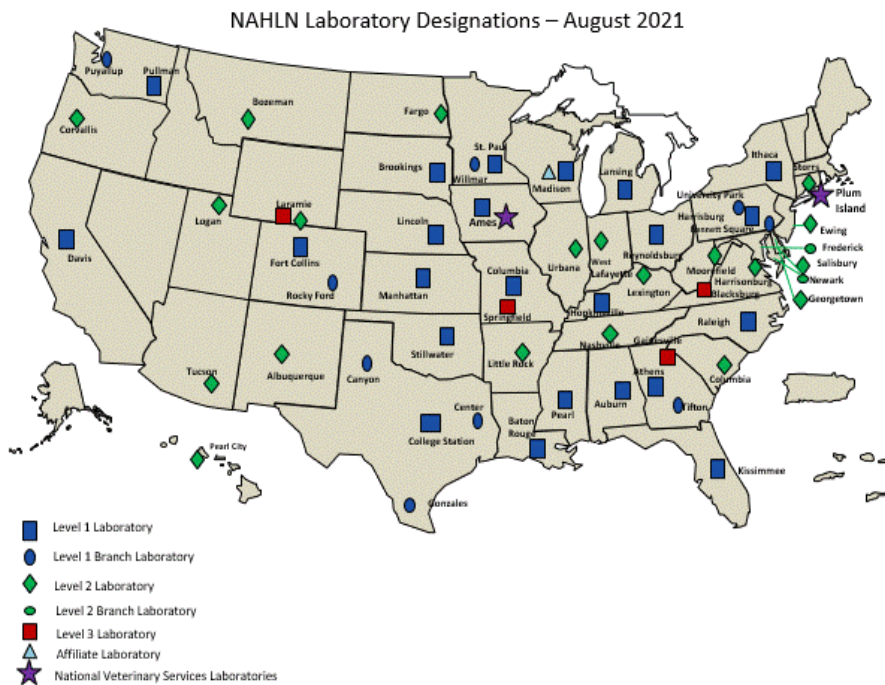 NAHLN Laboratory Designations – August 2021
Puyallup
Pullman
Corvallis
Bozeman
Fargo
St. Paul
Willmar
Brookings
Madison
Lansing
Ithaca
Storrs
Plum
Island
University Park
Harrisburg
Kennett Square
Ewing
Frederick
Salisbury
Newark
Georgetown
Laramie
Logan
Lincoln
Ames
Davis
Fort Collins
Rocky Ford
Manhattan
Columbia
Springfield
Urbana
West
Lafayette
Reynoldsburg
Lexington
Moorefield
Harrisonburg
Blacksburg
Hopkinsville
Raleigh
Nashville
Gainesville
Athens
Columbia
Tifton
Stillwater
Little Rock
Tucson
Albuquerque
Canyon
Center
College Station
Baton
Rouge
Pearl
Auburn
Kissimmee
Gonzales
Pearl City
Level 1 Laboratory
Level 1 Branch Laboratory
Level 2 Laboratory
Level 2 Branch Laboratory
Level 3 Laboratory
Affiliate Laboratory
National Veterinary Services Laboratories